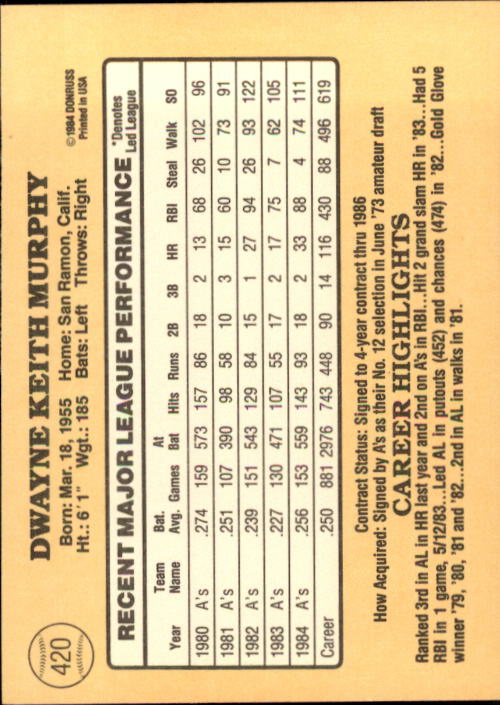 420
DWAYNE KEITH MURPHY
Born: Mar. 18, 1955 Home: San Ramon, Calif.
Ht.: 6'1" Wgt.: 185 Bats: Left Throws: Right
©1984 DONRUSS
Printed in USA
RECENT MAJOR LEAGUE PERFORMANCE *Denotes Led League
Year Team Name Bat. Avg. Games At Bat Hits Runs 2B 3B HR RBI Steal Walk SO
1980 A's .274 159 573 157 86 18 2 13 68 26 102 96
1981 A's .251 107 390 98 58 10 3 15 60 10 73 91
1982 A's .239 151 543 129 84 15 1 27 94 26 93 122
1983 A's .227 130 471 107 55 17 2 17 75 7 62 105
1984 A's .256 153 559 143 93 18 2 33 88 4 74 111
Career .250 881 2976 743 448 90 14 116 430 88 496 619
Contract Status: Signed to 4-year contract thru 1986
How Acquired: Signed by A's as their No. 12 selection in June '73 amateur draft
CAREER HIGHLIGHTS
Ranked 3rd in AL in HR last year and 2nd on A's in RBI...Hit 2 grand slam HR in '83...Had 5
RBI in 1 game, 5/12/83...Led AL in putouts (452) and chances (474) in '82...Gold Glove
winner '79, '80, '81 and '82...2nd in AL in walks in '81.